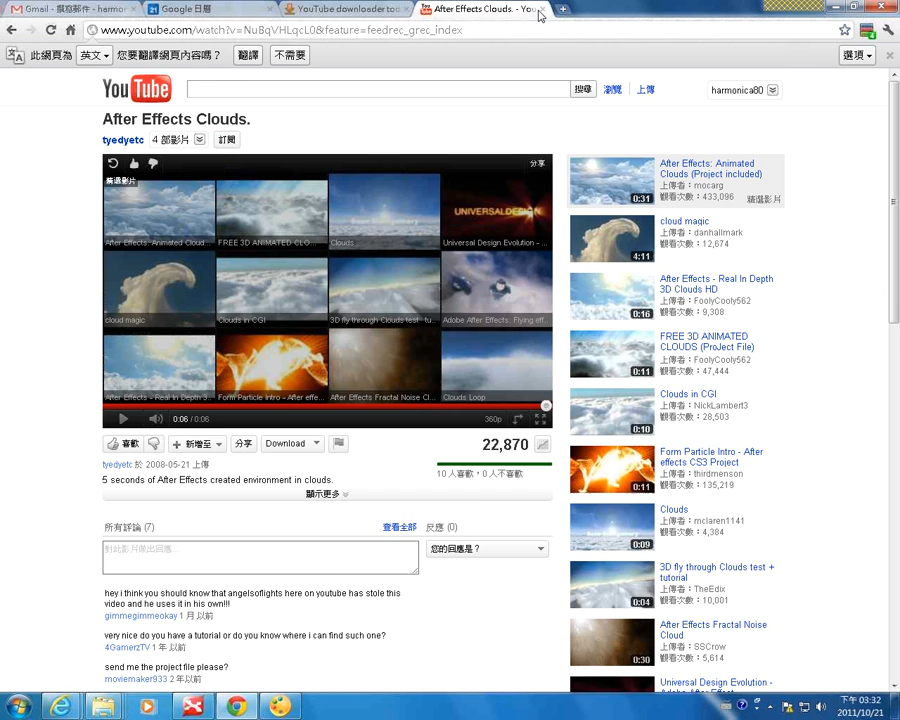 Gmail - 撰寫郵件 - harmor
Google 日曆
YouTube downloader too
After Effects Clouds. - You
www.youtube.com/watch?v=NuBqVHLqcL0&feature=feedrec_grec_index
此網頁為 英文 您要翻譯網頁內容嗎？ 翻譯 不需要 選項
YouTube 搜尋 瀏覽 上傳 harmonica80
After Effects Clouds.
tyedyetc 4 部影片 訂閱
分享
精選影片
After Effects: Animated Cloud...
FREE 3D ANIMATED CLO...
Clouds
UNIVERSALDESIGN
Universal Design Evolution - ...
cloud magic
Clouds in CGI
3D fly through Clouds test - tu...
Adobe After Effects: Flying eff...
After Effects - Real In Depth 3...
Form Particle Intro - After effe...
After Effects Fractal Noise Cl...
Clouds Loop
0:06 / 0:06 360p
喜歡 新增至 分享 Download 22,870
tyedyetc 於 2008-05-21 上傳
10 人喜歡，0 人不喜歡
5 seconds of After Effects created environment in clouds.
顯示更多
所有評論 (7) 查看全部 反應 (0)
對此影片做出回應...
您的回應是？
hey i think you should know that angelsoflights here on youtube has stole this
video and he uses it in his own!!!
gimmegimmeokay 1 月 以前
very nice do you have a tutorial or do you know where i can find such one?
4GamerzTV 1 年 以前
send me the project file please?
moviemaker933 2 年 以前
After Effects: Animated
Clouds (Project included)
上傳者：mocarg
觀看次數：433,096 精選影片
0:31
cloud magic
上傳者：danhallmark
觀看次數：12,674
4:11
After Effects - Real In Depth
3D Clouds HD
上傳者：FoolyCooly562
觀看次數：9,308
0:16
FREE 3D ANIMATED
CLOUDS (ProJect File)
上傳者：FoolyCooly562
觀看次數：47,444
0:11
Clouds in CGI
上傳者：NickLambert3
觀看次數：28,503
0:10
Form Particle Intro - After
effects CS3 Project
上傳者：thirdmenson
觀看次數：135,219
0:11
Clouds
上傳者：mclaren1141
觀看次數：4,384
0:09
3D fly through Clouds test +
tutorial
上傳者：TheEdix
觀看次數：10,001
0:04
After Effects Fractal Noise
Cloud
上傳者：SSCrow
觀看次數：5,614
0:30
Universal Design Evolution -
下午 03:32
2011/10/21